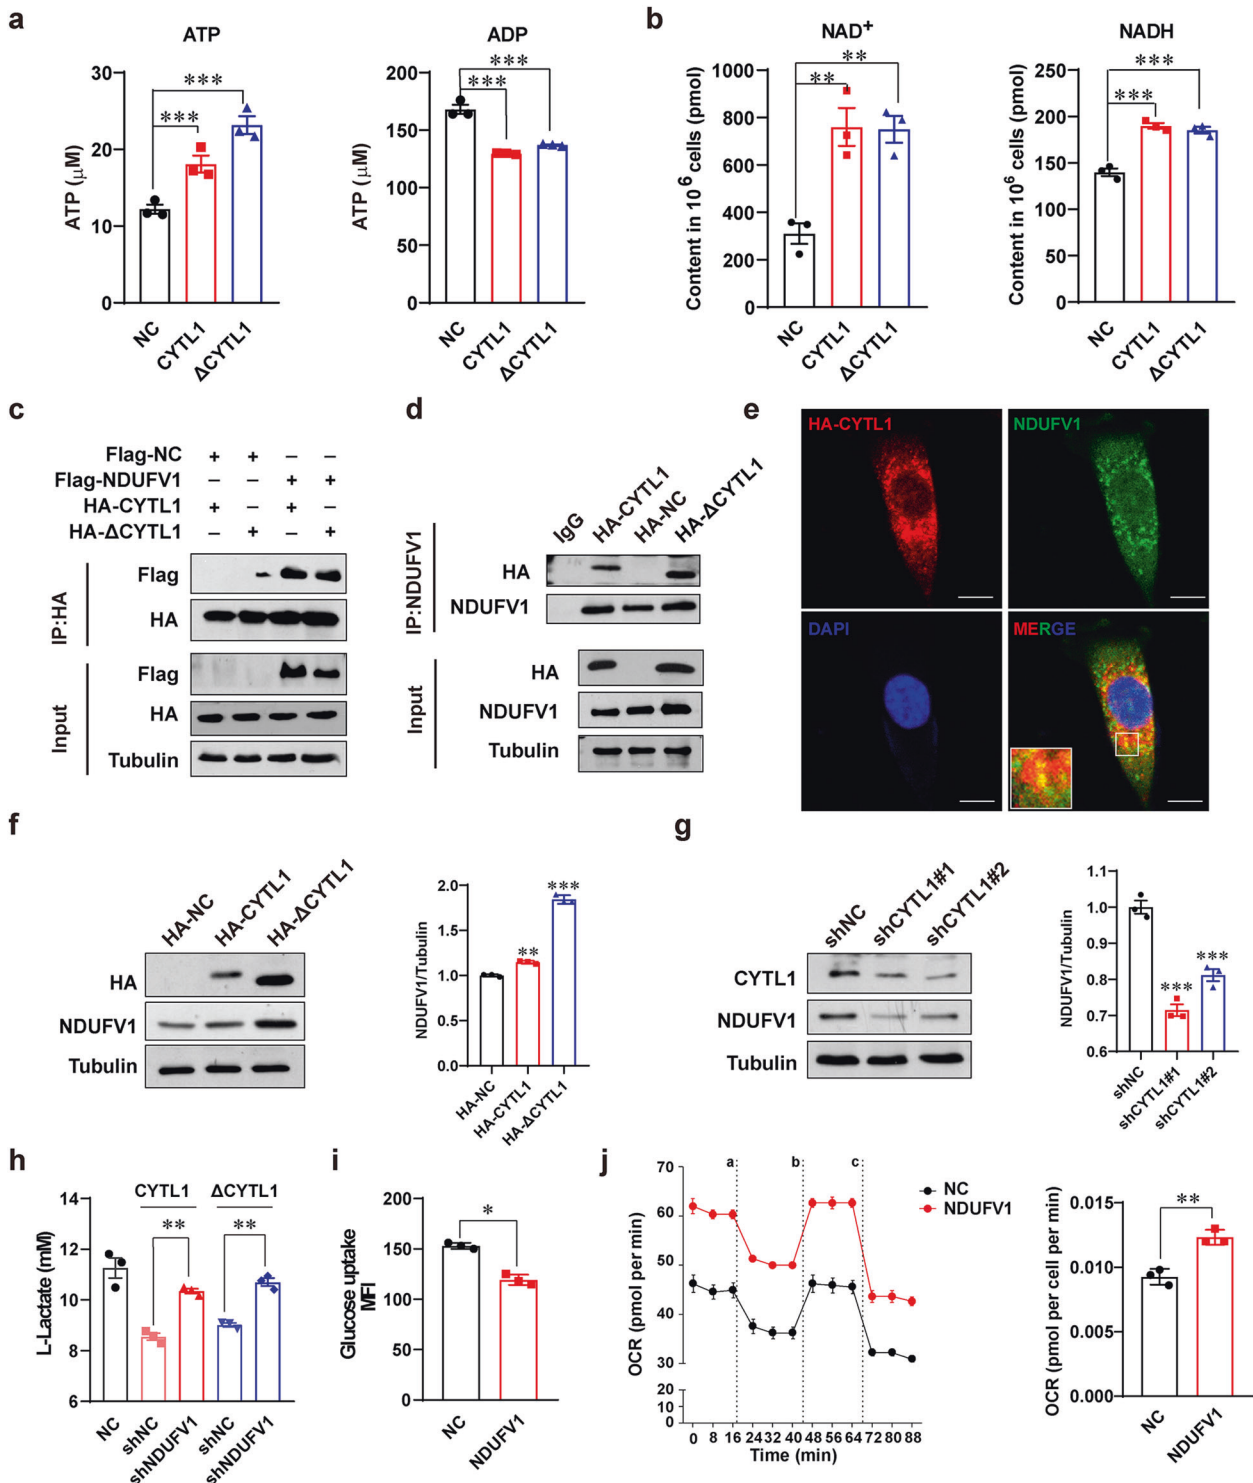 a
ATP
ATP (μM)
30
20
10
0
***
***
NC
CYTL1
ΔCYTL1
ADP
ATP (μM)
200
150
100
50
0
***
***
NC
CYTL1
ΔCYTL1
b
NAD+
Content in 10⁶ cells (pmol)
1000
800
600
400
200
0
**
**
NC
CYTL1
ΔCYTL1
NADH
Content in 10⁶ cells (pmol)
250
200
150
100
50
0
***
***
NC
CYTL1
ΔCYTL1
c
Flag-NC + + – –
Flag-NDUFV1 – – + +
HA-CYTL1 + – + –
HA-ΔCYTL1 – + – +
IP:HA
Flag
HA
Input
Flag
HA
Tubulin
d
IgG
HA-CYTL1
HA-NC
HA-ΔCYTL1
IP:NDUFV1
HA
NDUFV1
Input
HA
NDUFV1
Tubulin
e
HA-CYTL1
NDUFV1
DAPI
MERGE
f
HA-NC
HA-CYTL1
HA-ΔCYTL1
HA
NDUFV1
Tubulin
NDUFV1/Tubulin
2.0
1.5
1.0
0.5
0.0
**
***
HA-NC
HA-CYTL1
HA-ΔCYTL1
g
shNC
shCYTL1#1
shCYTL1#2
CYTL1
NDUFV1
Tubulin
NDUFV1/Tubulin
1.1
1.0
0.9
0.8
0.7
0.6
***
***
shNC
shCYTL1#1
shCYTL1#2
h
L-Lactate (mM)
14
12
10
8
6
CYTL1
ΔCYTL1
**
**
NC
shNC
shNDUFV1
shNC
shNDUFV1
i
Glucose uptake
MFI
200
150
100
50
0
*
NC
NDUFV1
j
OCR (pmol per min)
70
60
50
40
30
20
10
0
a
b
c
NC
NDUFV1
0 8 16 24 32 40 48 56 64 72 80 88
Time (min)
OCR (pmol per cell per min)
0.015
0.010
0.005
0.000
**
NC
NDUFV1